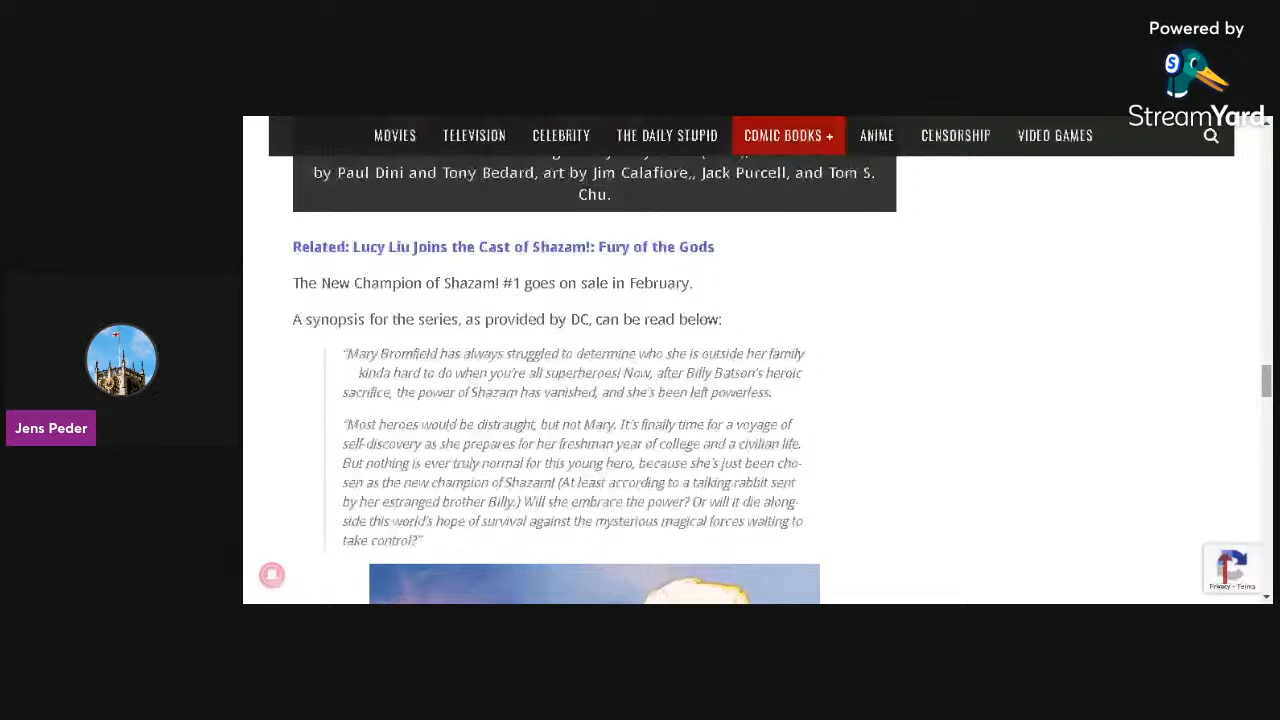 Powered by
StreamYard
MOVIES TELEVISION CELEBRITY THE DAILY STUPID COMIC BOOKS + ANIME CENSORSHIP VIDEO GAMES
by Paul Dini and Tony Bedard, art by Jim Calafiore,, Jack Purcell, and Tom S.
Chu.
Related: Lucy Liu Joins the Cast of Shazam!: Fury of the Gods
The New Champion of Shazam! #1 goes on sale in February.
A synopsis for the series, as provided by DC, can be read below:
“Mary Bromfield has always struggled to determine who she is outside her family
kinda hard to do when you’re all superheroes! Now, after Billy Batson’s heroic
sacrifice, the power of Shazam has vanished, and she’s been left powerless.
“Most heroes would be distraught, but not Mary. It’s finally time for a voyage of
self-discovery as she prepares for her freshman year of college and a civilian life.
But nothing is ever truly normal for this young hero, because she’s just been cho-
sen as the new champion of Shazam! (At least according to a talking rabbit sent
by her estranged brother Billy.) Will she embrace the power? Or will it die along-
side this world’s hope of survival against the mysterious magical forces waiting to
take control?”
Jens Peder
Privacy - Terms